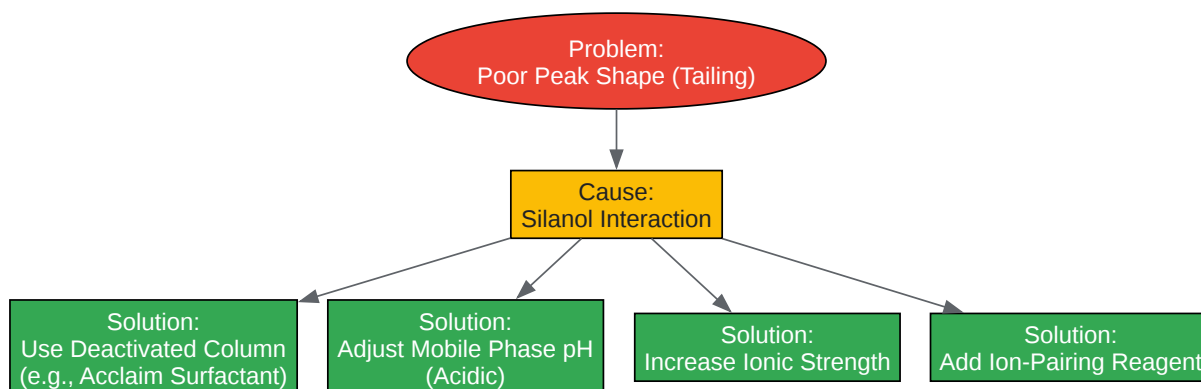 Problem:
Poor Peak Shape (Tailing)
Cause:
Silanol Interaction
Solution:
Use Deactivated Column
(e.g., Acclaim Surfactant)
Solution:
Adjust Mobile Phase pH
(Acidic)
Solution:
Increase Ionic Strength
Solution:
Add Ion-Pairing Reagent